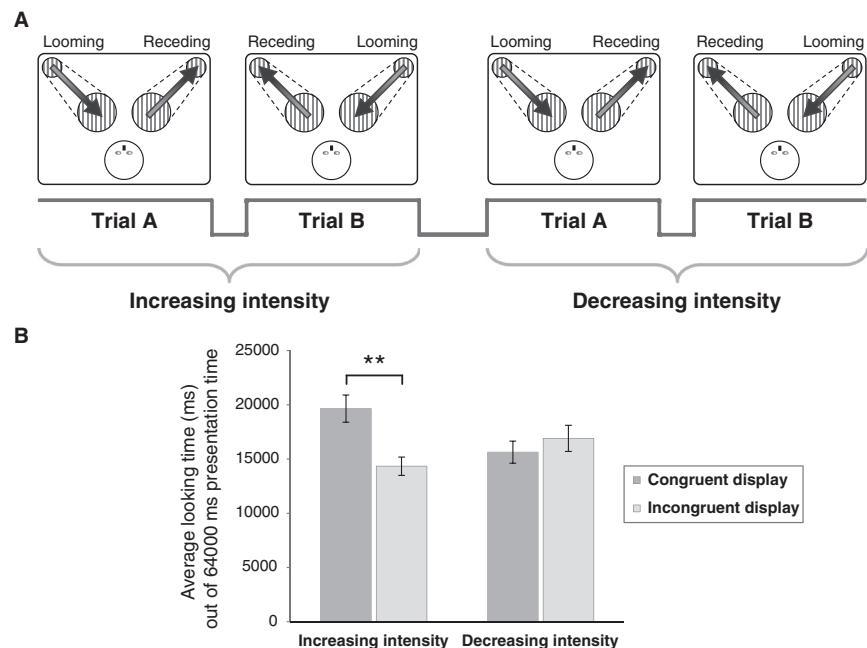 A
Looming Receding Receding Looming Looming Receding Receding Looming
Trial A Trial B Trial A Trial B
Increasing intensity Decreasing intensity
B
Average looking time (ms)
out of 64000 ms presentation time
25000
20000
15000
10000
5000
0
**
Increasing intensity Decreasing intensity
Congruent display
Incongruent display